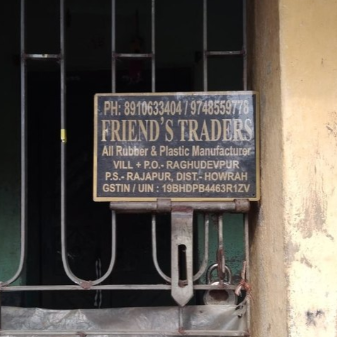 PH: 8910633404 / 9748559776
FRIEND'S TRADERS
All Rubber & Plastic Manufacturer
VILL + P.O.- RAGHUDEVPUR
P.S.- RAJAPUR, DIST.- HOWRAH
GSTIN / UIN : 19BHDPB4463R1ZV